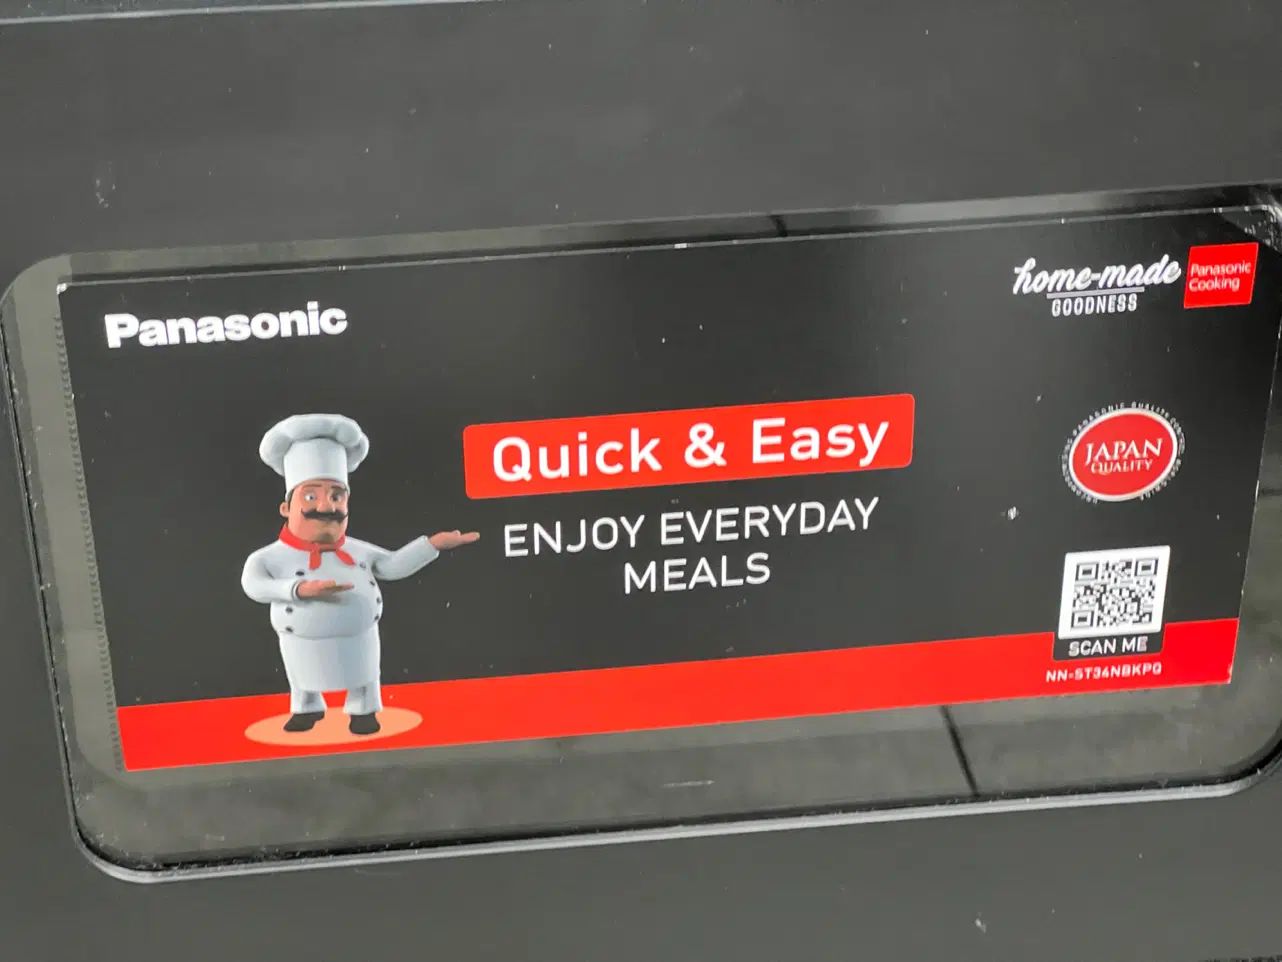 Panasonic
home-made
GOODNESS
Panasonic
Cooking
Quick & Easy
ENJOY EVERYDAY
MEALS
JAPAN
QUALITY
SCAN ME
NN-ST34NBKPQ